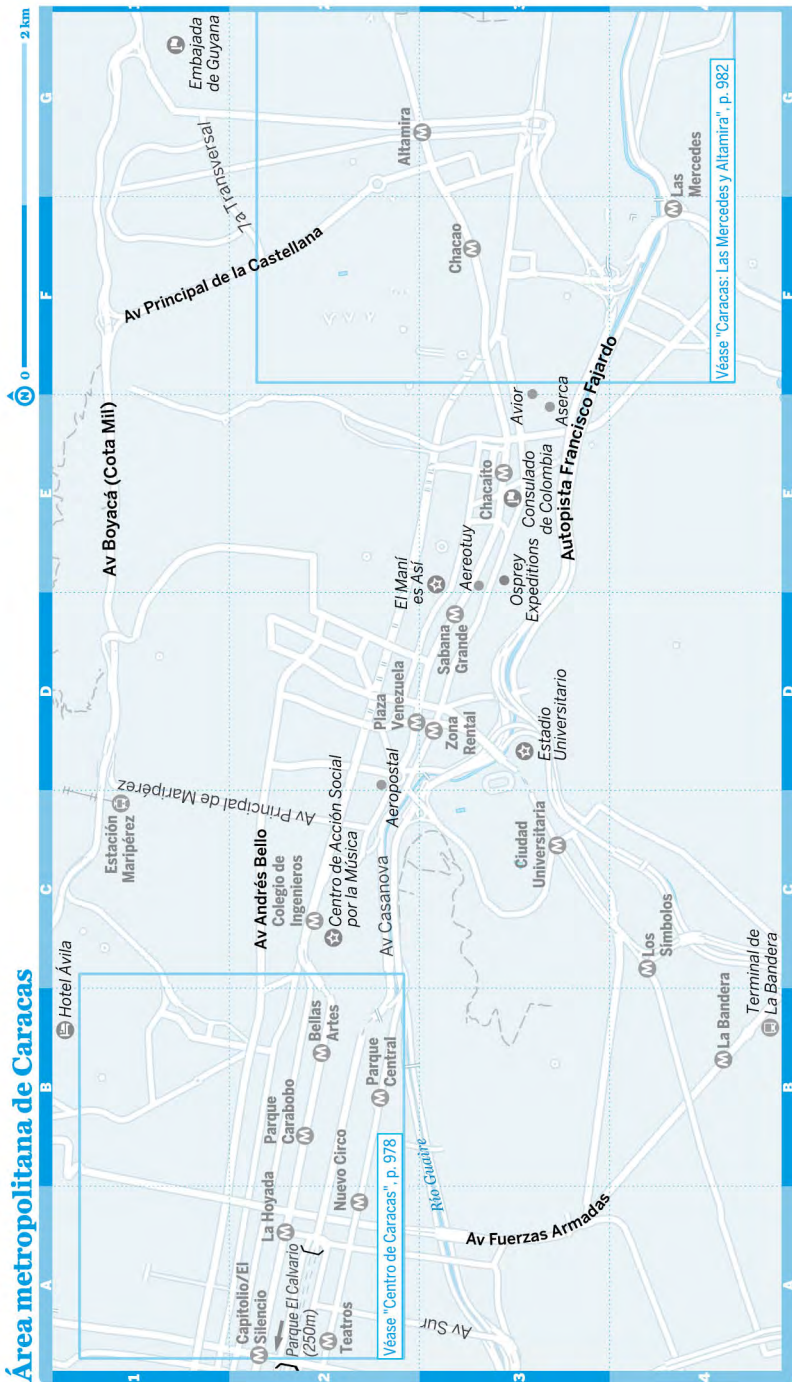 Área metropolitana de Caracas
N
0
2 km
A
B
C
D
E
F
G
1
Hotel Ávila
Estación
Maripérez
Av Boyacá (Cota Mil)
Av Principal de la Castellana
7a Transversal
Embajada
de Guyana
Av Principal de Maripérez
2
Capitolio/El
Silencio
Parque El Calvario
(250m)
Teatros
La Hoyada
Nuevo Circo
Parque
Carabobo
Bellas
Artes
Parque
Central
Véase "Centro de Caracas", p. 978
Av Andrés Bello
Colegio de
Ingenieros
Centro de Acción Social
por la Música
Av Casanova
Aeropostal
Plaza
Venezuela
Zona
Rental
Sabana
Grande
El Maní
es Así
Aereotuy
Osprey
Expeditions
Chacaíto
Consulado
de Colombia
Avior
Aserca
Chacao
Altamira
3
Av Sur
Río Guaire
Av Fuerzas Armadas
Ciudad
Universitaria
Estadio
Universitario
Autopista Francisco Fajardo
4
Los
Símbolos
La Bandera
Terminal de
La Bandera
Las
Mercedes
Véase "Caracas: Las Mercedes y Altamira", p. 982
A
B
C
D
E
F
G